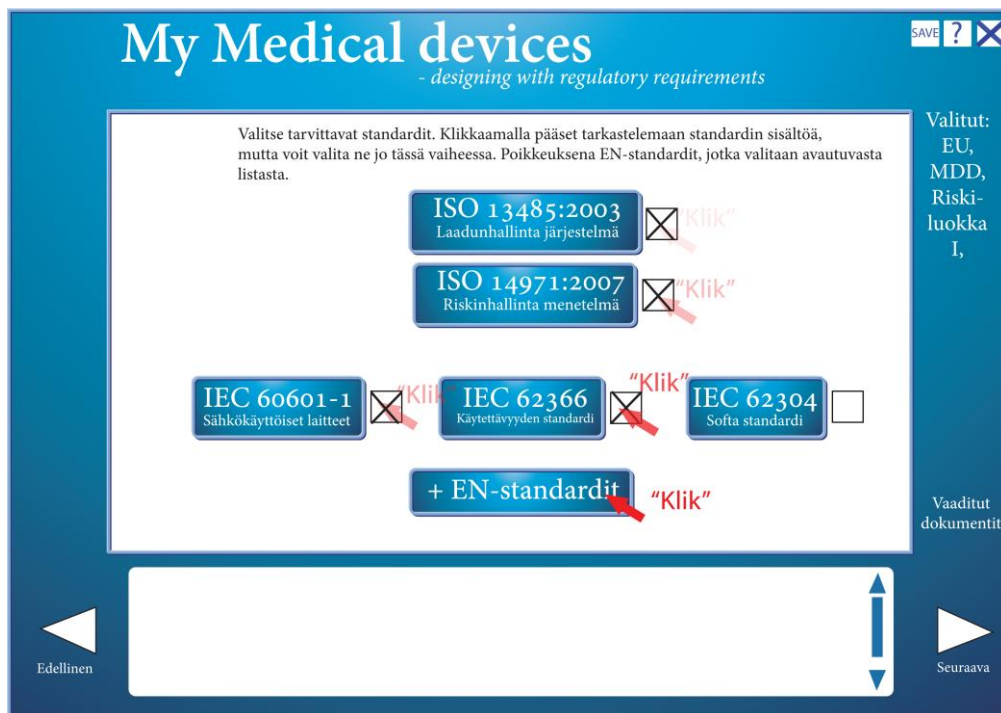 My Medical devices
- designing with regulatory requirements
SAVE ?
Valitse tarvittavat standardit. Klikkaamalla pääset tarkastelemaan standardin sisältöä,
mutta voit valita ne jo tässä vaiheessa. Poikkeuksena EN-standardit, jotka valitaan avautuvasta
listasta.
ISO 13485:2003
Laadunhallinta järjestelmä
"Klik"
ISO 14971:2007
Riskinhallinta menetelmä
"Klik"
IEC 60601-1
Sähkökäyttöiset laitteet
"Klik"
IEC 62366
Käytettävyyden standardi
"Klik"
IEC 62304
Softa standardi
+ EN-standardit
"Klik"
Valitut:
EU,
MDD,
Riski-
luokka
I,
Vaaditut
dokumentit
Edellinen
Seuraava